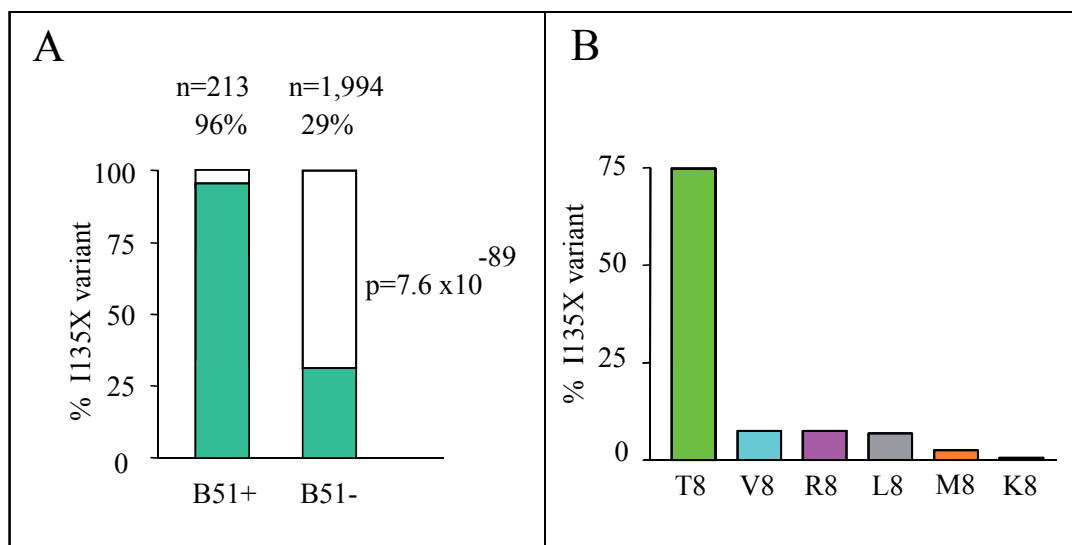 A
n=213 n=1,994
96% 29%
% I135X variant
100
75
50
25
0
p=7.6 x10-89
B51+ B51-
B
% I135X variant
75
50
25
0
T8 V8 R8 L8 M8 K8